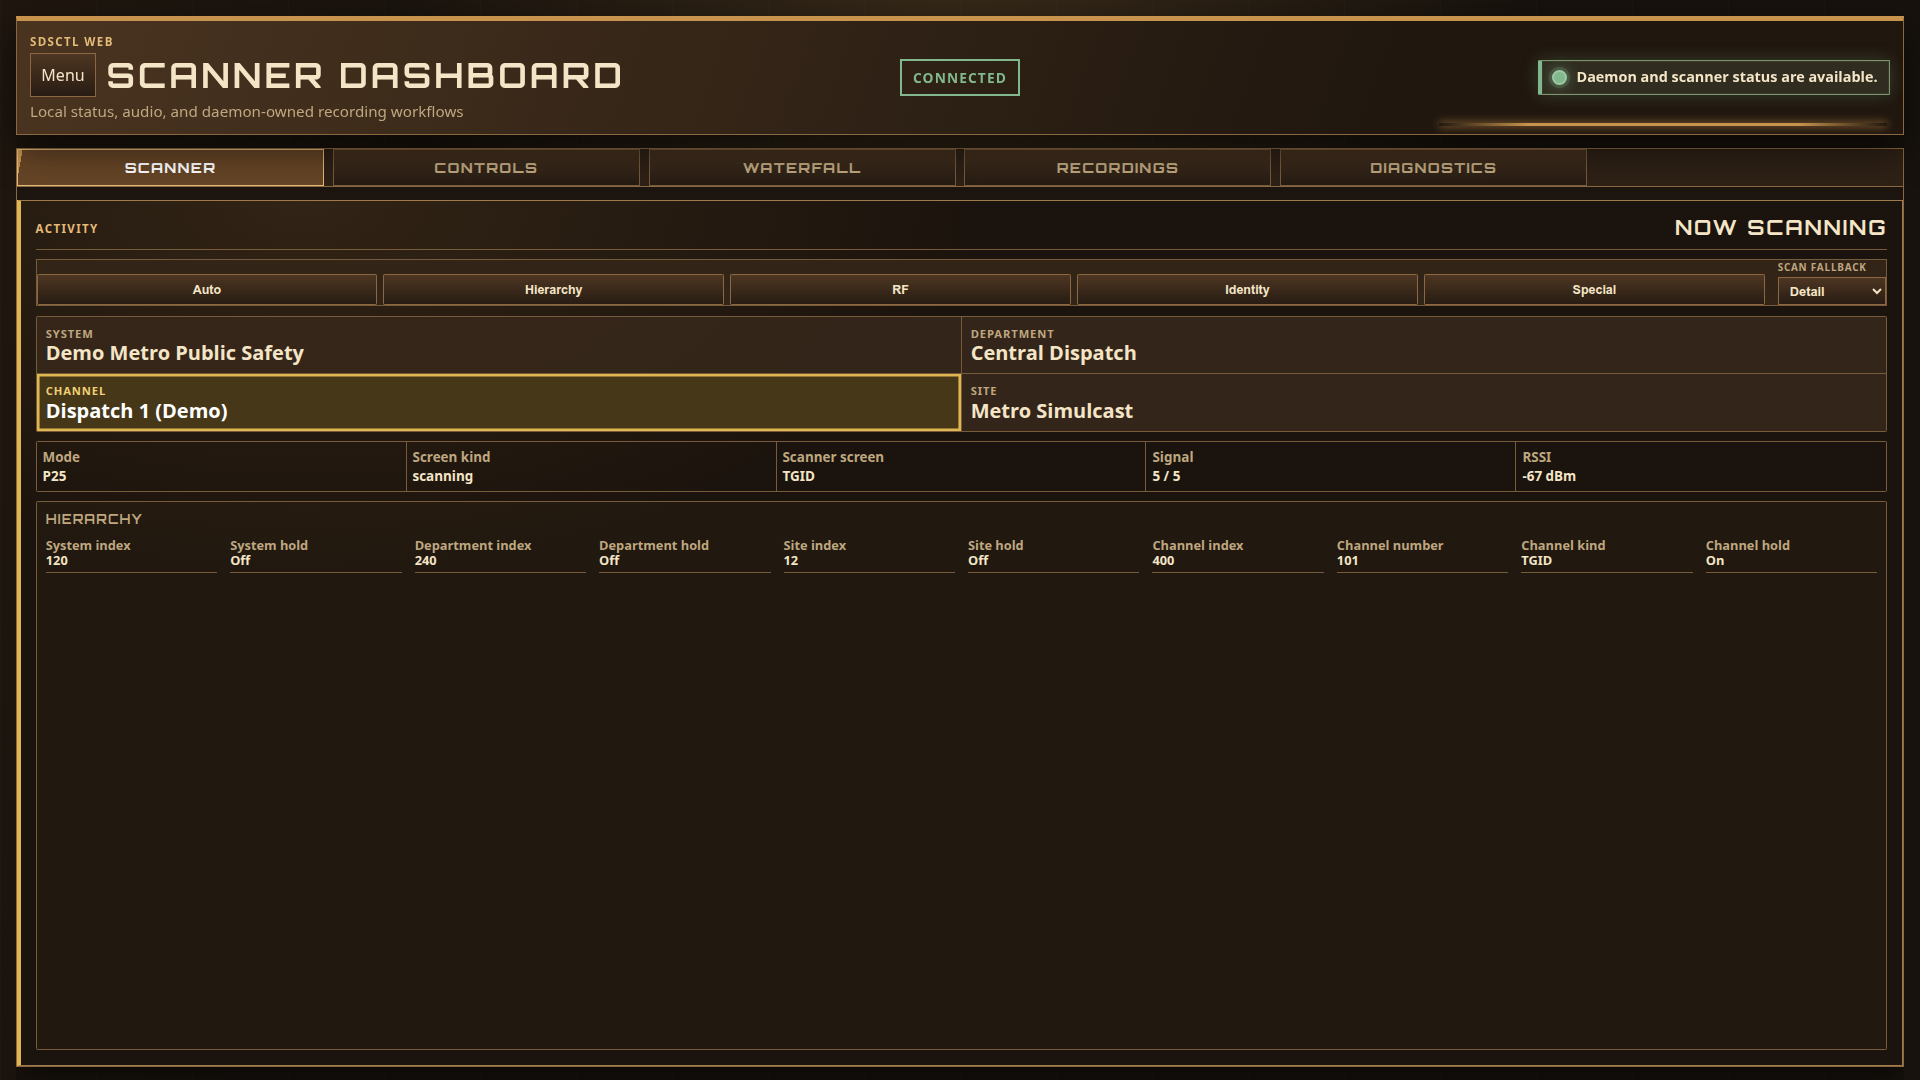 SDSCTL WEB
Menu
SCANNER DASHBOARD
Local status, audio, and daemon-owned recording workflows
CONNECTED
Daemon and scanner status are available.
SCANNER
CONTROLS
WATERFALL
RECORDINGS
DIAGNOSTICS
ACTIVITY
NOW SCANNING
Auto
Hierarchy
RF
Identity
Special
SCAN FALLBACK
Detail
SYSTEM
Demo Metro Public Safety
DEPARTMENT
Central Dispatch
CHANNEL
Dispatch 1 (Demo)
SITE
Metro Simulcast
Mode
P25
Screen kind
scanning
Scanner screen
TGID
Signal
5 / 5
RSSI
-67 dBm
HIERARCHY
System index
120
System hold
Off
Department index
240
Department hold
Off
Site index
12
Site hold
Off
Channel index
400
Channel number
101
Channel kind
TGID
Channel hold
On